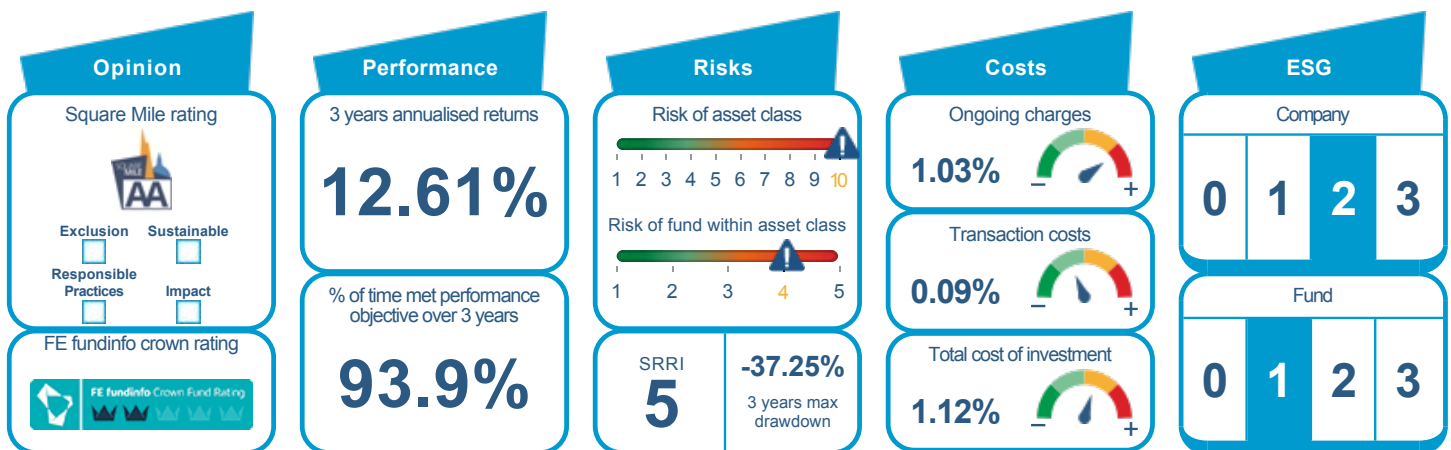 Opinion
Square Mile rating
SQUARE
MILE
AA
Exclusion
Sustainable
Responsible
Practices
Impact
FE fundinfo crown rating
FE fundinfo Crown Fund Rating
Performance
3 years annualised returns
12.61%
% of time met performance
objective over 3 years
93.9%
Risks
Risk of asset class
1 2 3 4 5 6 7 8 9 10
Risk of fund within asset class
1 2 3 4 5
SRRI
5
-37.25%
3 years max
drawdown
Costs
Ongoing charges
1.03%
− +
Transaction costs
0.09%
− +
Total cost of investment
1.12%
− +
ESG
Company
0 1 2 3
Fund
0 1 2 3